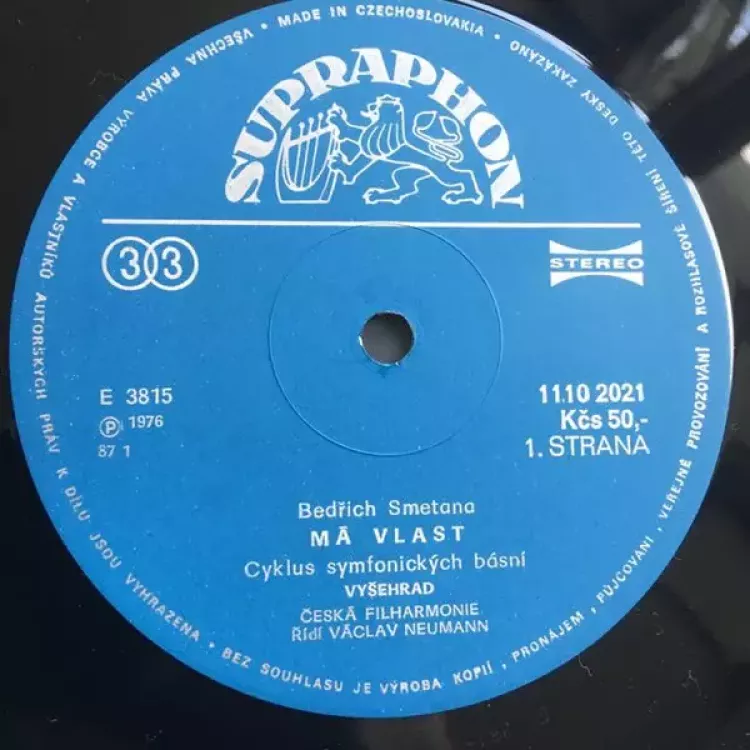 • MADE IN CZECHOSLOVAKIA •
VŠECHNA PRÁVA VÝROBCE A VLASTNÍKŮ AUTORSKÝCH PRÁV K DÍLU JSOU VYHRAZENA • BEZ SOUHLASU JE VÝROBA KOPIÍ, PRONÁJEM, PŮJČOVÁNÍ, VEŘEJNÉ PROVOZOVÁNÍ A ROZHLASOVÉ ŠÍŘENÍ TÉTO DESKY ZAKÁZÁNO
SUPRAPHON
33
STEREO
E 3815
Ⓟ 1976
87 1
11.10 2021
Kčs 50,-
1. STRANA
Bedřich Smetana
MÁ VLAST
Cyklus symfonických básní
VYŠEHRAD
ČESKÁ FILHARMONIE
Řídí VÁCLAV NEUMANN